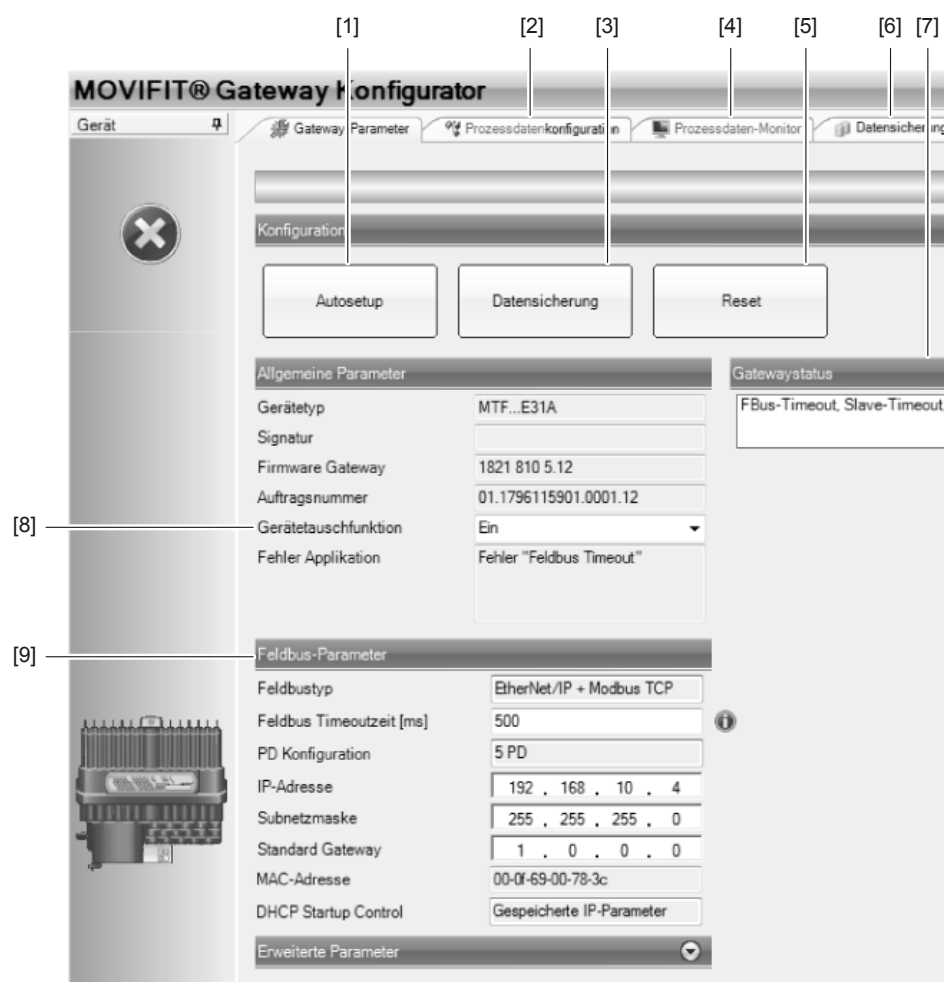 [1] [2] [3] [4] [5] [6] [7]
MOVIFIT® Gateway Konfigurator
Gerät
Gateway Parameter Prozessdatenkonfiguration Prozessdaten-Monitor Datensicherung
Konfiguration
Autosetup Datensicherung Reset
Allgemeine Parameter Gatewaystatus
Gerätetyp MTF...E31A FBus-Timeout, Slave-Timeout,
Signatur
Firmware Gateway 1821 810 5.12
Auftragsnummer 01.1796115901.0001.12
[8] Gerätetauschfunktion Ein
Fehler Applikation Fehler "Feldbus Timeout"
[9] Feldbus-Parameter
Feldbustyp EtherNet/IP + Modbus TCP
Feldbus Timeoutzeit [ms] 500
PD Konfiguration 5 PD
IP-Adresse 192 . 168 . 10 . 4
Subnetzmaske 255 . 255 . 255 . 0
Standard Gateway 1 . 0 . 0 . 0
MAC-Adresse 00-0f-69-00-78-3c
DHCP Startup Control Gespeicherte IP-Parameter
Erweiterte Parameter